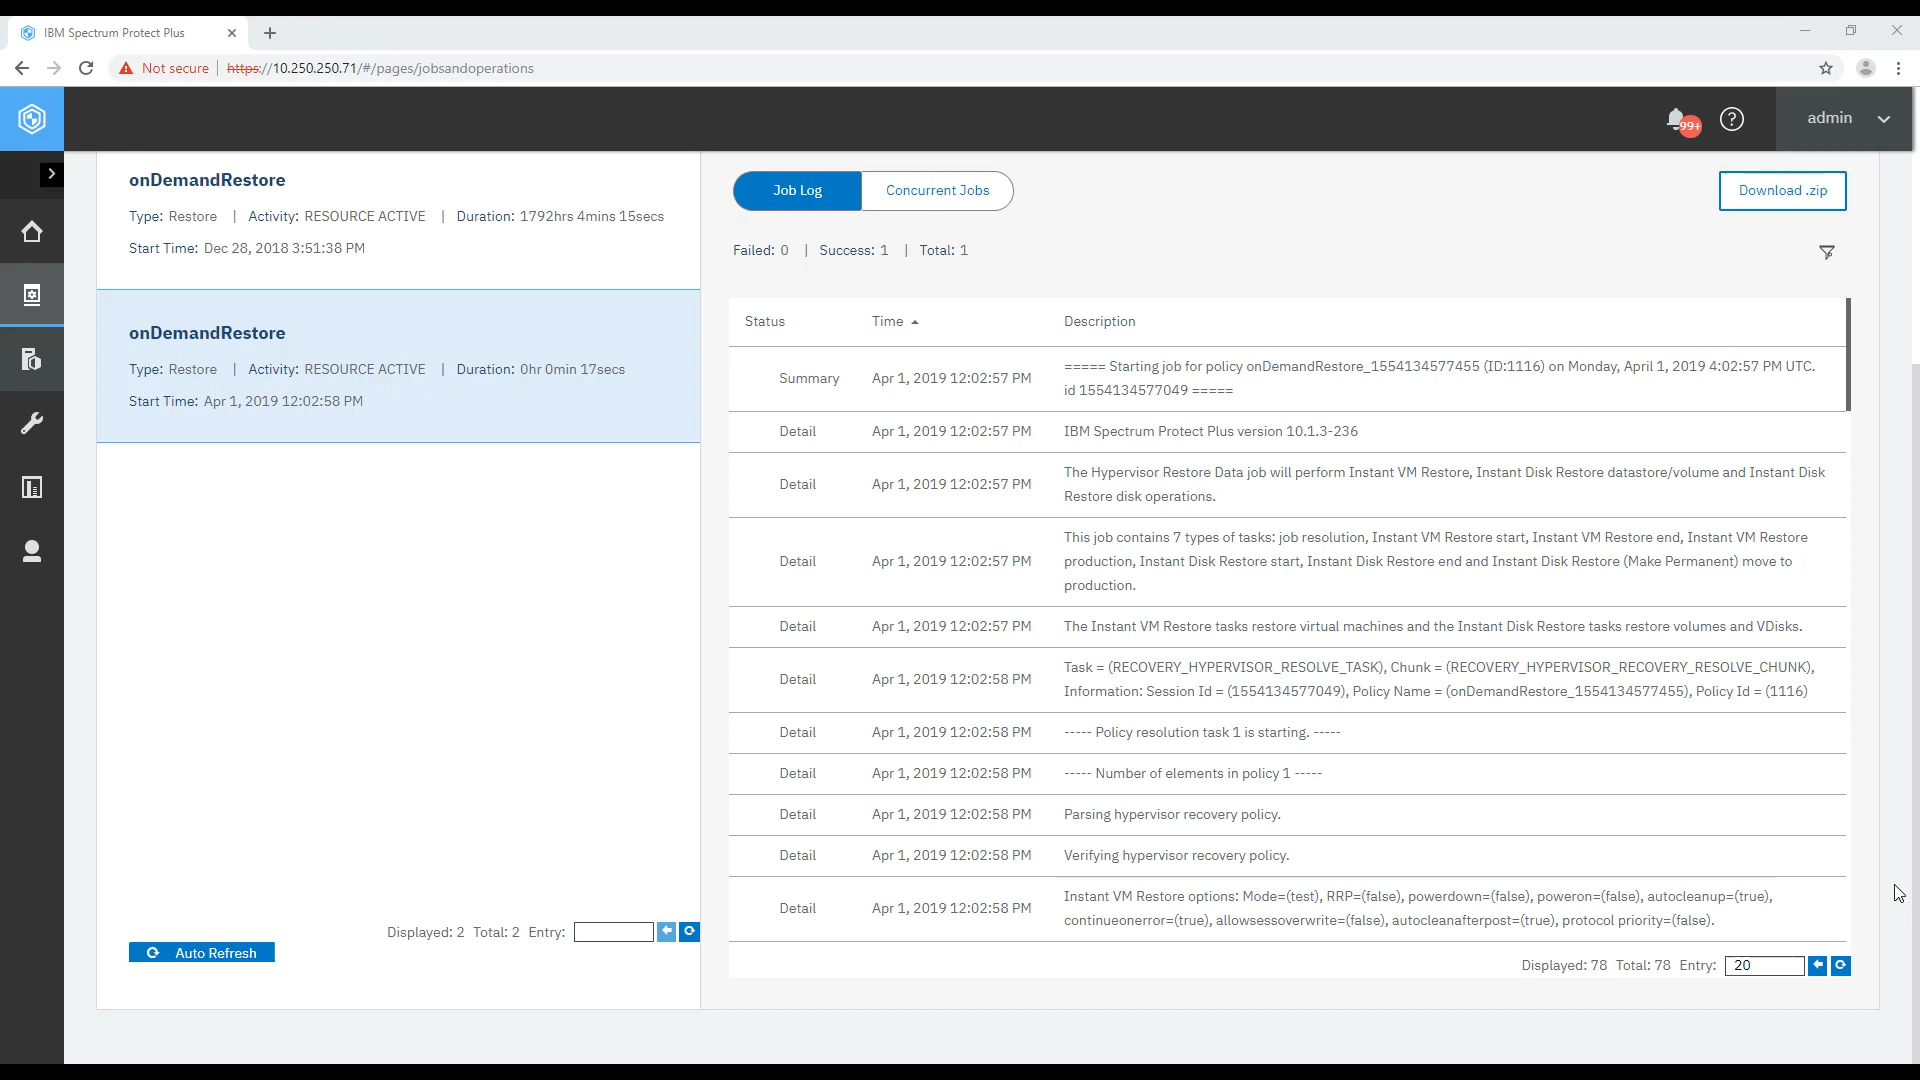 IBM Spectrum Protect Plus
Not secure
https://10.250.250.71/#/pages/jobsandoperations
99+
admin
onDemandRestore
Type: Restore | Activity: RESOURCE ACTIVE | Duration: 1792hrs 4mins 15secs
Start Time: Dec 28, 2018 3:51:38 PM
onDemandRestore
Type: Restore | Activity: RESOURCE ACTIVE | Duration: 0hr 0min 17secs
Start Time: Apr 1, 2019 12:02:58 PM
Displayed: 2 Total: 2 Entry:
Auto Refresh
Job Log
Concurrent Jobs
Download .zip
Failed: 0 | Success: 1 | Total: 1
Status Time Description
Summary Apr 1, 2019 12:02:57 PM ===== Starting job for policy onDemandRestore_1554134577455 (ID:1116) on Monday, April 1, 2019 4:02:57 PM UTC.
id 1554134577049 =====
Detail Apr 1, 2019 12:02:57 PM IBM Spectrum Protect Plus version 10.1.3-236
Detail Apr 1, 2019 12:02:57 PM The Hypervisor Restore Data job will perform Instant VM Restore, Instant Disk Restore datastore/volume and Instant Disk
Restore disk operations.
Detail Apr 1, 2019 12:02:57 PM This job contains 7 types of tasks: job resolution, Instant VM Restore start, Instant VM Restore end, Instant VM Restore
production, Instant Disk Restore start, Instant Disk Restore end and Instant Disk Restore (Make Permanent) move to
production.
Detail Apr 1, 2019 12:02:57 PM The Instant VM Restore tasks restore virtual machines and the Instant Disk Restore tasks restore volumes and VDisks.
Detail Apr 1, 2019 12:02:58 PM Task = (RECOVERY_HYPERVISOR_RESOLVE_TASK), Chunk = (RECOVERY_HYPERVISOR_RECOVERY_RESOLVE_CHUNK),
Information: Session Id = (1554134577049), Policy Name = (onDemandRestore_1554134577455), Policy Id = (1116)
Detail Apr 1, 2019 12:02:58 PM ----- Policy resolution task 1 is starting. -----
Detail Apr 1, 2019 12:02:58 PM ----- Number of elements in policy 1 -----
Detail Apr 1, 2019 12:02:58 PM Parsing hypervisor recovery policy.
Detail Apr 1, 2019 12:02:58 PM Verifying hypervisor recovery policy.
Detail Apr 1, 2019 12:02:58 PM Instant VM Restore options: Mode=(test), RRP=(false), powerdown=(false), poweron=(false), autocleanup=(true),
continueonerror=(true), allowsessoverwrite=(false), autocleanafterpost=(true), protocol priority=(false).
Displayed: 78 Total: 78 Entry: 20